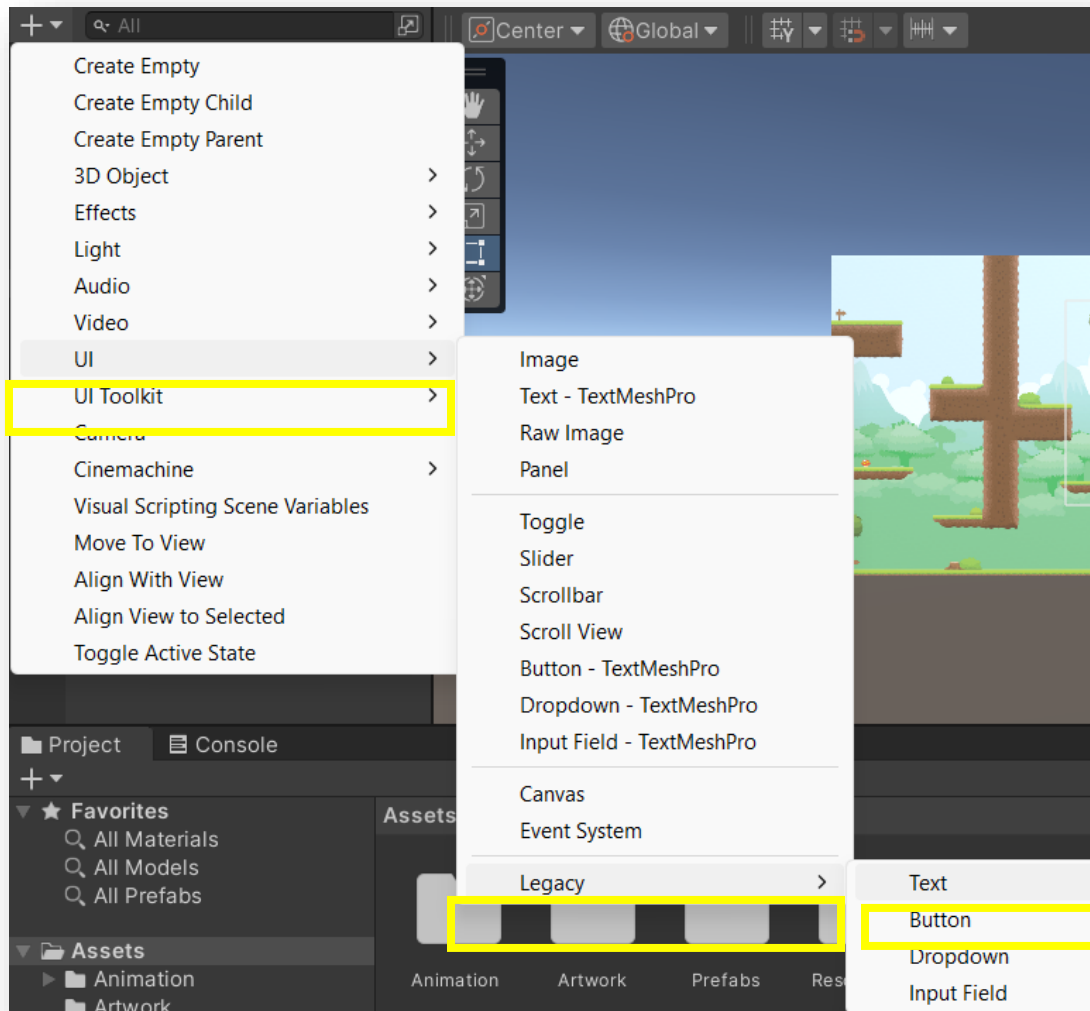 All
Center
Global
Create Empty
Create Empty Child
Create Empty Parent
3D Object
Effects
Light
Audio
Video
UI
UI Toolkit
Camera
Cinemachine
Visual Scripting Scene Variables
Move To View
Align With View
Align View to Selected
Toggle Active State
Image
Text - TextMeshPro
Raw Image
Panel
Toggle
Slider
Scrollbar
Scroll View
Button - TextMeshPro
Dropdown - TextMeshPro
Input Field - TextMeshPro
Canvas
Event System
Legacy
Text
Button
Dropdown
Input Field
Project
Console
Favorites
All Materials
All Models
All Prefabs
Assets
Animation
Artwork
Assets
Animation
Artwork
Prefabs
Res